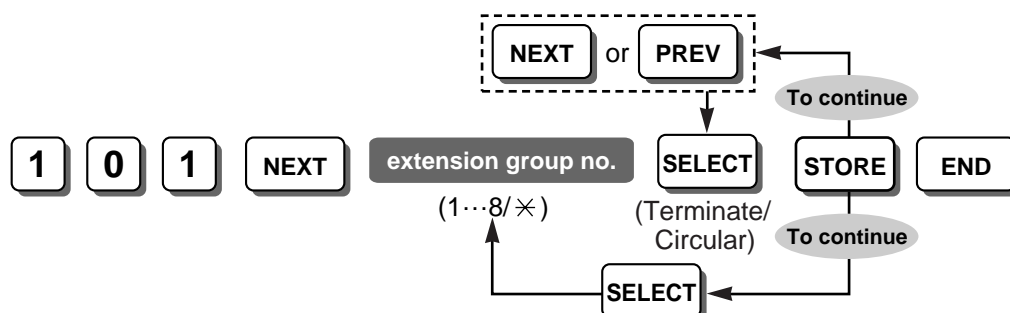 NEXT or PREV
To continue
1 0 1 NEXT extension group no. SELECT STORE END
(1···8/✳)
(Terminate/
Circular)
To continue
SELECT